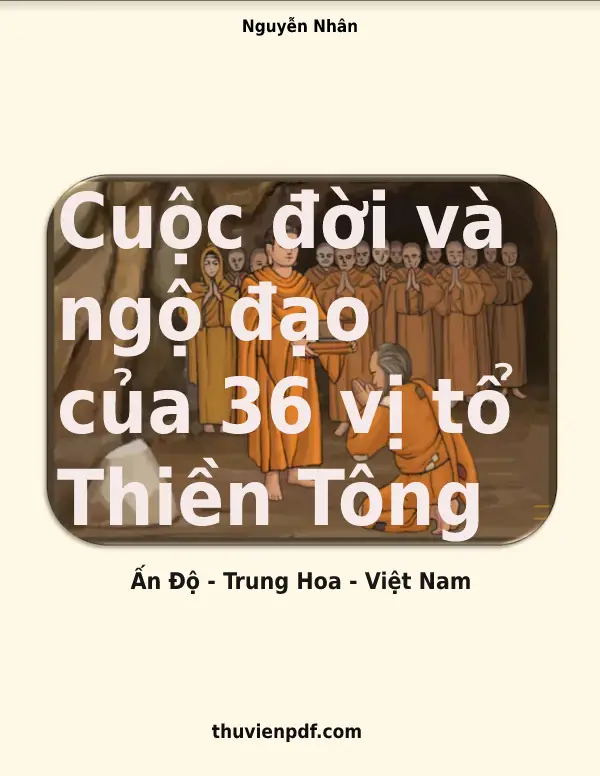 Nguyễn Nhân
Cuộc đời và
ngộ đạo
của 36 vị tổ
Thiền Tông
Ấn Độ - Trung Hoa - Việt Nam
thuvienpdf.com